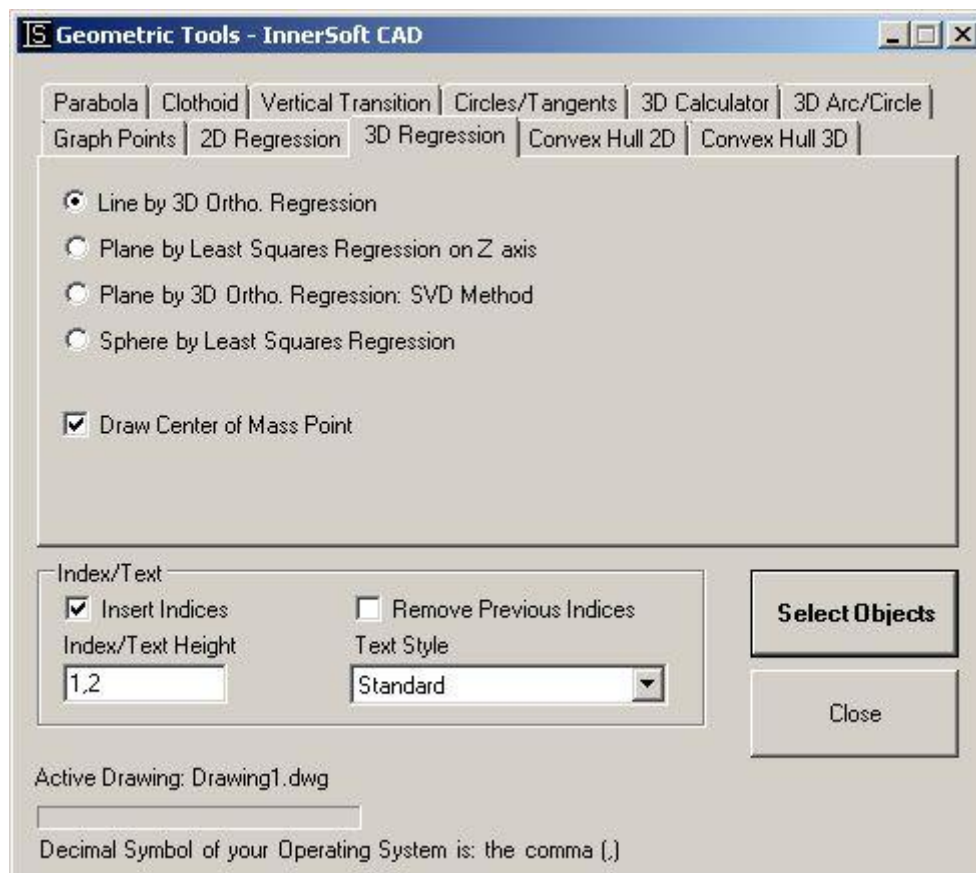 IS Geometric Tools - InnerSoft CAD
Parabola Clothoid Vertical Transition Circles/Tangents 3D Calculator 3D Arc/Circle
Graph Points 2D Regression 3D Regression Convex Hull 2D Convex Hull 3D
Line by 3D Ortho. Regression
Plane by Least Squares Regression on Z axis
Plane by 3D Ortho. Regression: SVD Method
Sphere by Least Squares Regression
Draw Center of Mass Point
Index/Text
Insert Indices Remove Previous Indices
Index/Text Height Text Style
1,2 Standard
Select Objects
Close
Active Drawing: Drawing1.dwg
Decimal Symbol of your Operating System is: the comma (,)